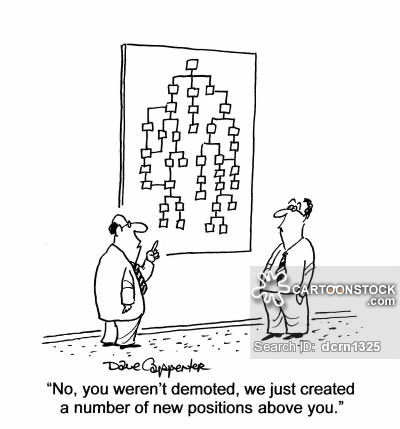 CARTOONSTOCK
.com
Search ID: dcrn1325
Dave Carpenter
“No, you weren’t demoted, we just created
a number of new positions above you.”